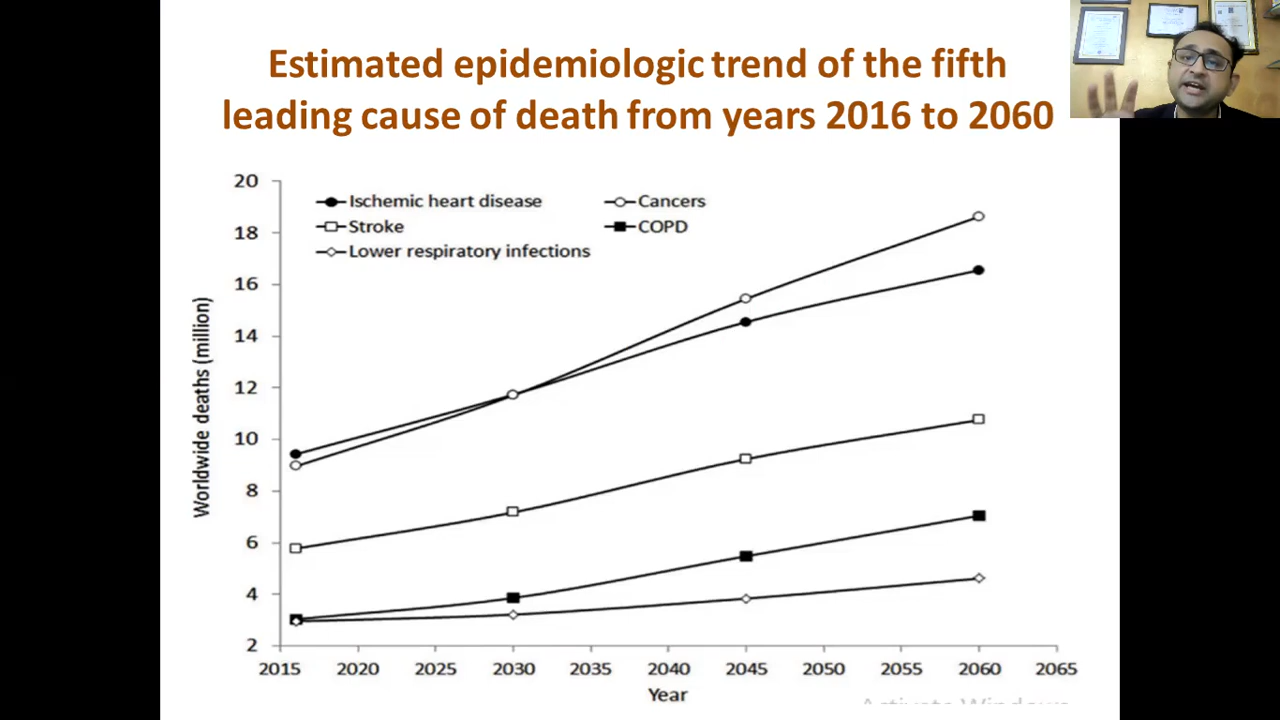 Estimated epidemiologic trend of the fifth
leading cause of death from years 2016 to 2060
20
18
16
14
12
10
8
6
4
2
Worldwide deaths (million)
Ischemic heart disease
Cancers
Stroke
COPD
Lower respiratory infections
2015 2020 2025 2030 2035 2040 2045 2050 2055 2060 2065
Year
Activate Windows